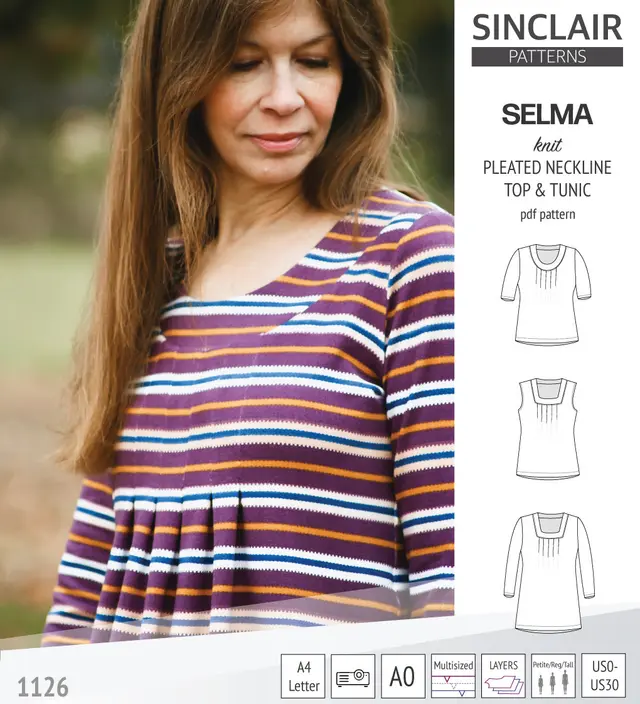 SINCLAIR
PATTERNS
SELMA
knit
PLEATED NECKLINE
TOP & TUNIC
pdf pattern
1126
A4
Letter
A0
Multisized
LAYERS
Petite/Reg/Tall
US0-
US30